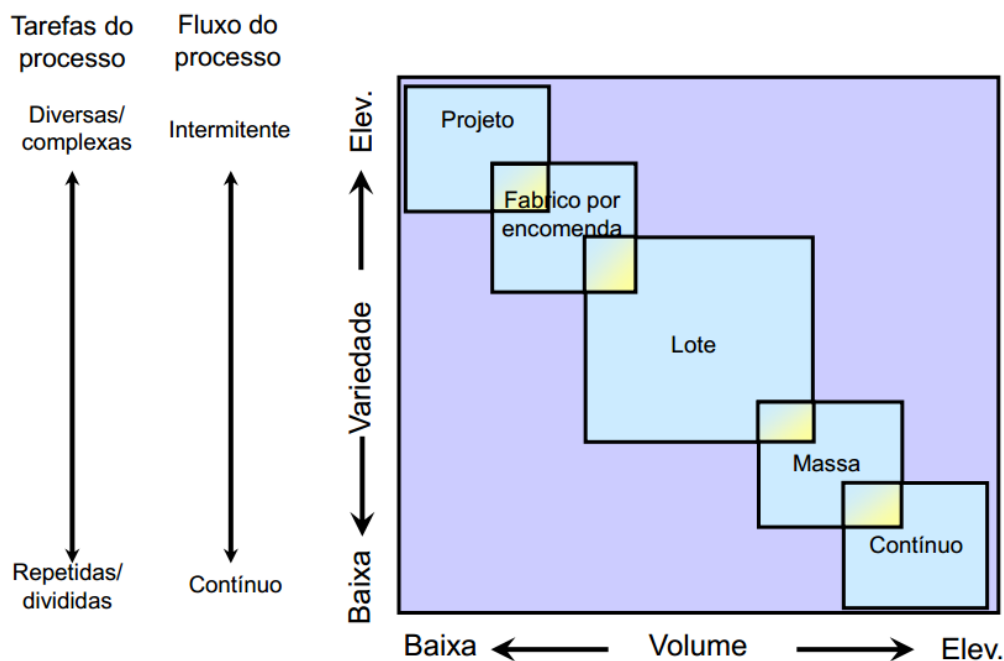 Tarefas do
processo
Fluxo do
processo
Diversas/
complexas
Intermitente
Elev.
Variedade
Baixa
Repetidas/
divididas
Contínuo
Projeto
Fabrico por
encomenda
Lote
Massa
Contínuo
Baixa
Volume
Elev.